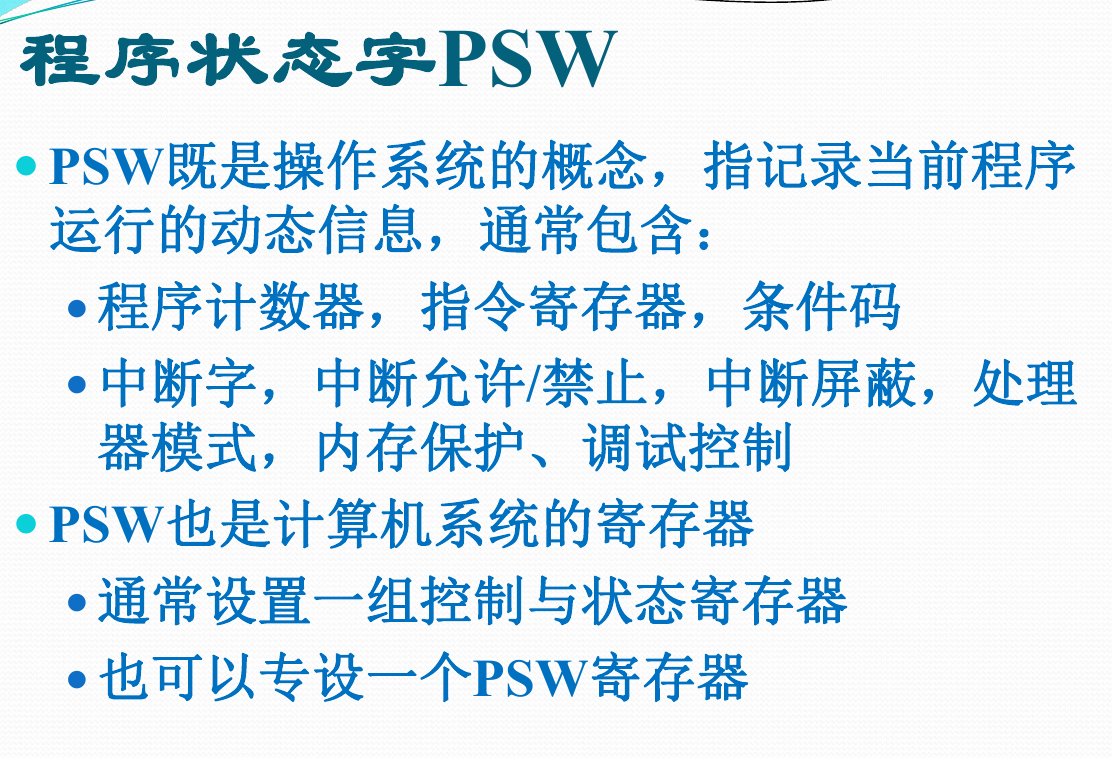 程序状态字PSW
•PSW既是操作系统的概念，指记录当前程序
运行的动态信息，通常包含：
•程序计数器，指令寄存器，条件码
•中断字，中断允许/禁止，中断屏蔽，处理
器模式，内存保护、调试控制
•PSW也是计算机系统的寄存器
•通常设置一组控制与状态寄存器
•也可以专设一个PSW寄存器